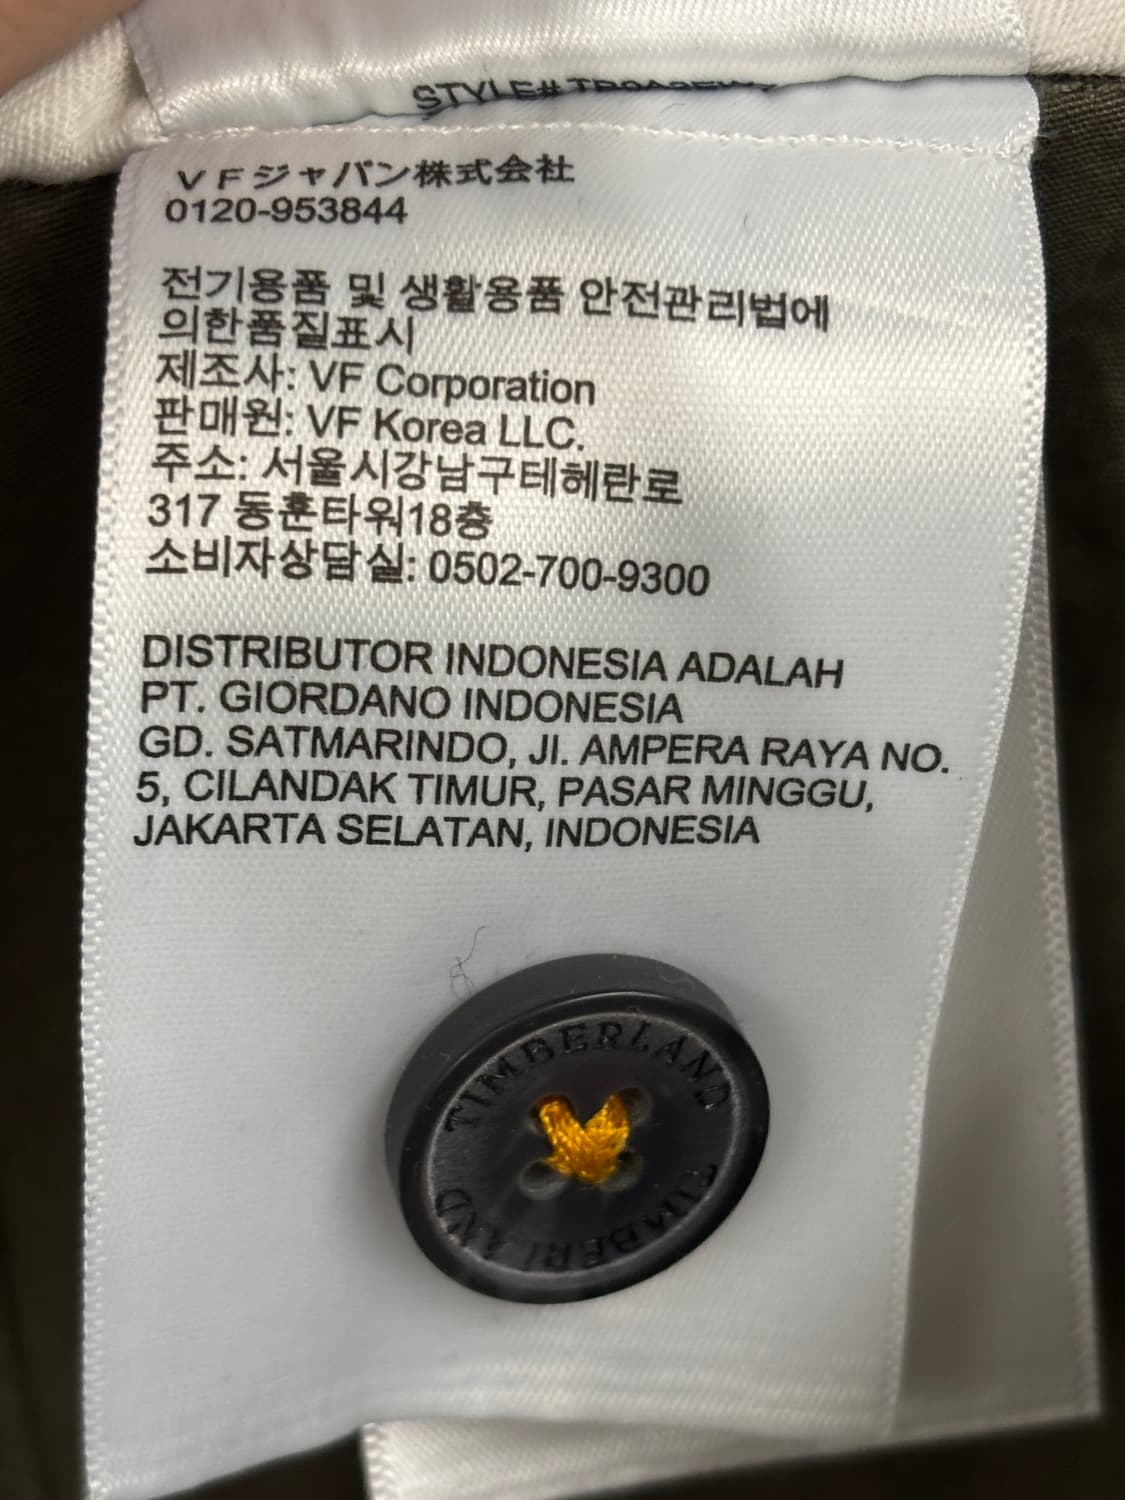 STYLE#
ＶＦジャパン株式会社
0120-953844
전기용품 및 생활용품 안전관리법에
의한품질표시
제조사: VF Corporation
판매원: VF Korea LLC.
주소: 서울시강남구테헤란로
317 동훈타워18층
소비자상담실: 0502-700-9300
DISTRIBUTOR INDONESIA ADALAH
PT. GIORDANO INDONESIA
GD. SATMARINDO, Jl. AMPERA RAYA NO.
5, CILANDAK TIMUR, PASAR MINGGU,
JAKARTA SELATAN, INDONESIA
TIMBERLAND
TIMBERLAND